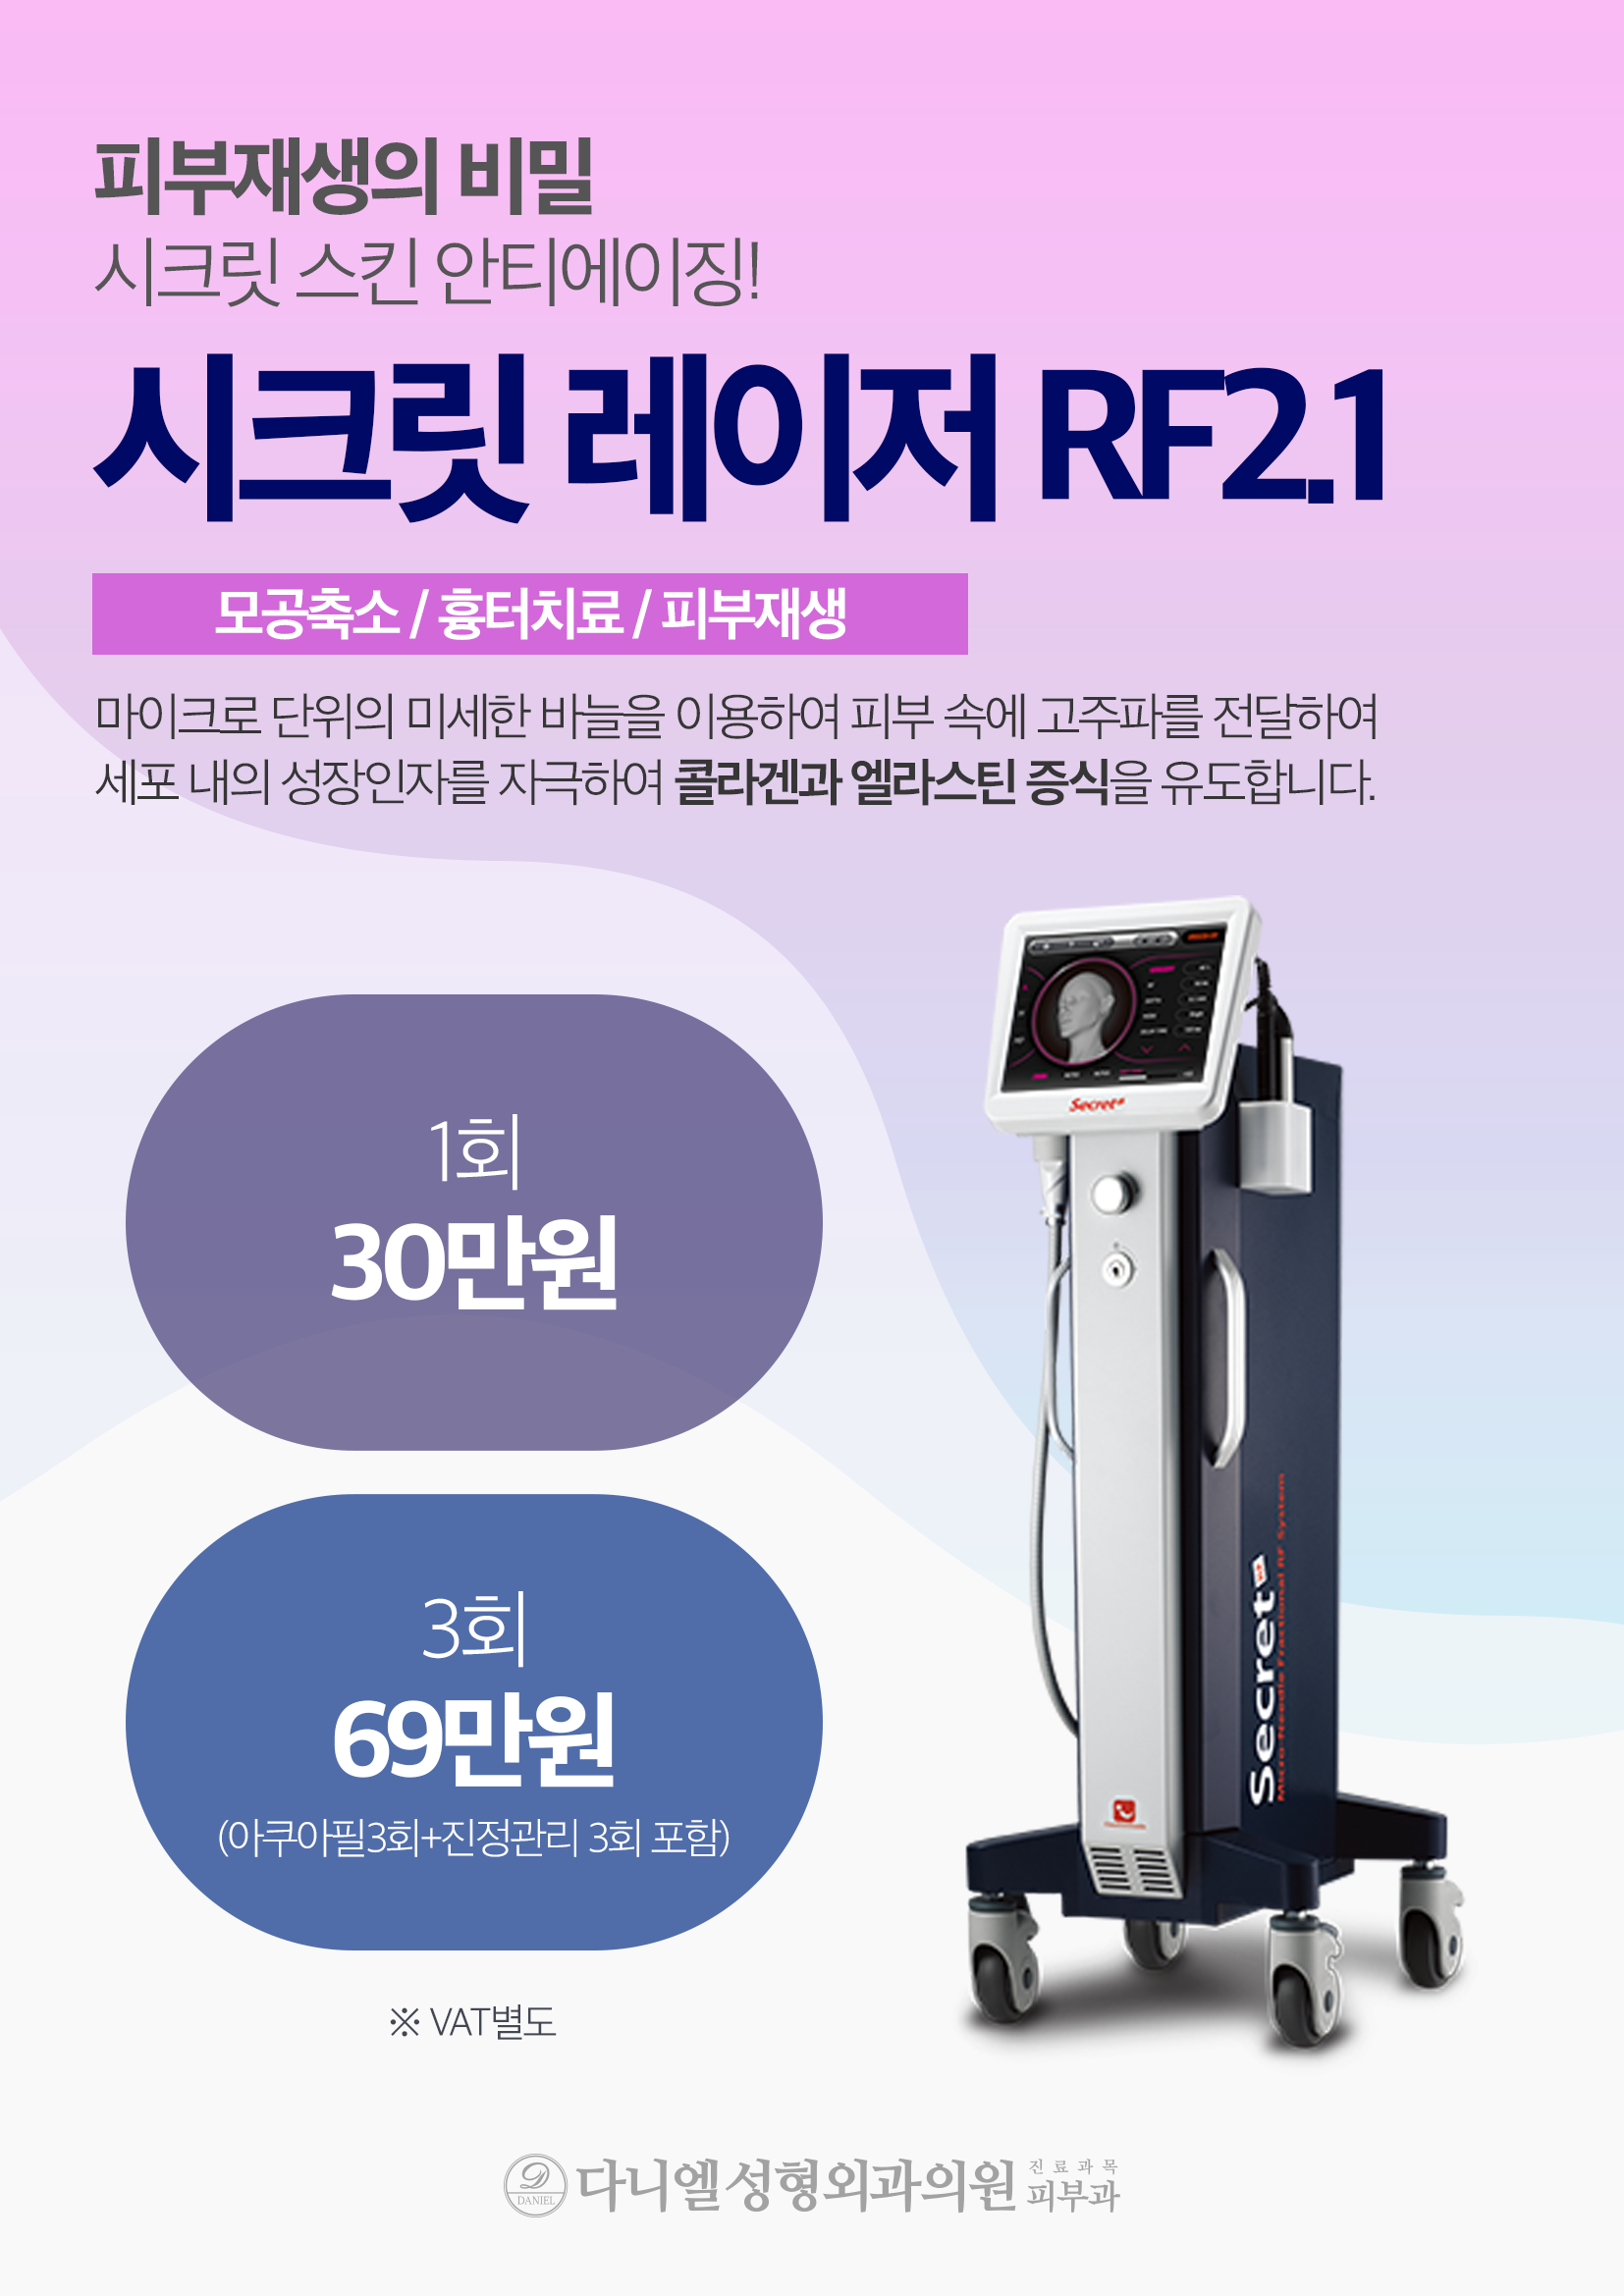 피부재생의 비밀
시크릿 스킨 안티에이징!
시크릿 레이저 RF2.1
모공축소 / 흉터치료 / 피부재생
마이크로 단위의 미세한 바늘을 이용하여 피부 속에 고주파를 전달하여
세포 내의 성장인자를 자극하여 콜라겐과 엘라스틴 증식을 유도합니다.
1회
30만원
3회
69만원
(아쿠아필3회+진정관리 3회 포함)
※ VAT별도
Secret
Secret
Micro Needle Fractional RF System
DANIEL
다니엘성형외과의원
진료과목
피부과